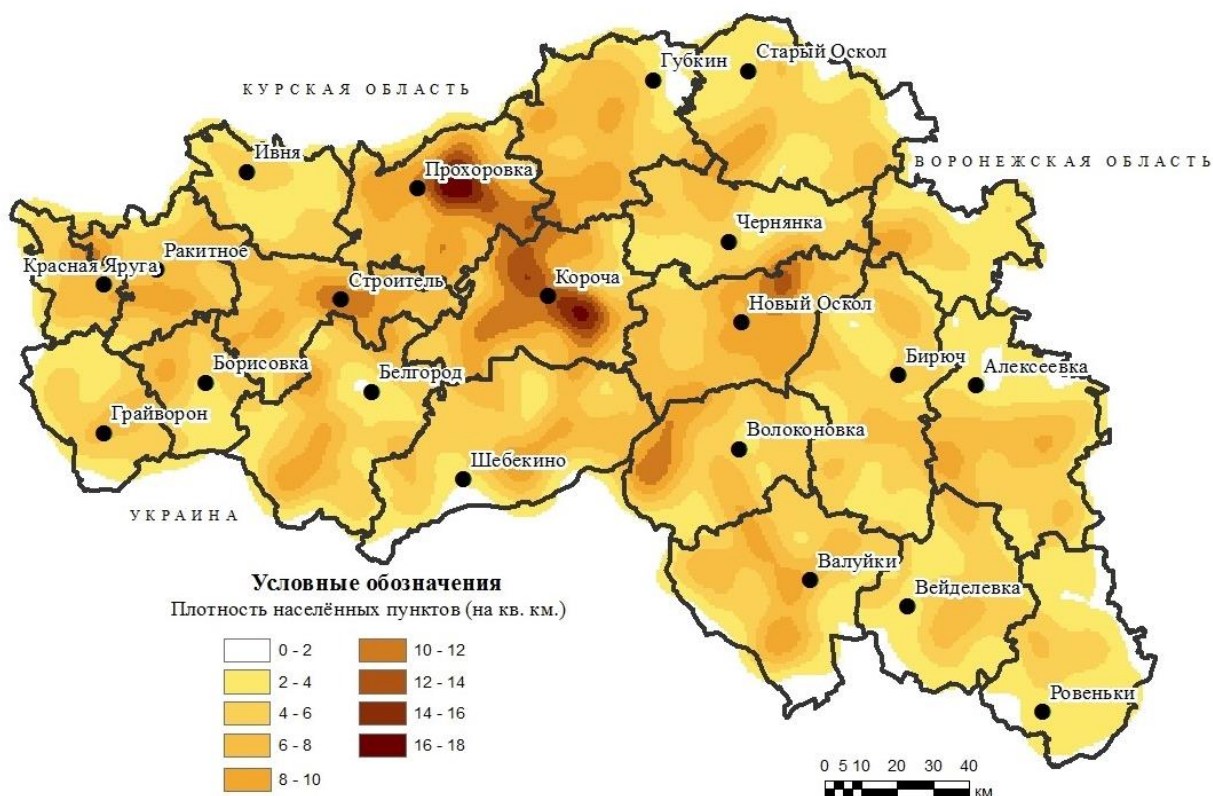 Губкин
Старый Оскол
КУРСКАЯ ОБЛАСТЬ
Ивня
Прохоровка
ВОРОНЕЖСКАЯ ОБЛАСТЬ
Чернянка
Ракитное
Красная Яруга
Строитель
Короча
Новый Оскол
Борисовка
Белгород
Бирюч
Алексеевка
Грайворон
Волоконовка
Шебекино
УКРАИНА
Валуйки
Вейделевка
Ровеньки
Условные обозначения
Плотность населённых пунктов (на кв. км.)
0 - 2
2 - 4
4 - 6
6 - 8
8 - 10
10 - 12
12 - 14
14 - 16
16 - 18
0 5 10 20 30 40
км